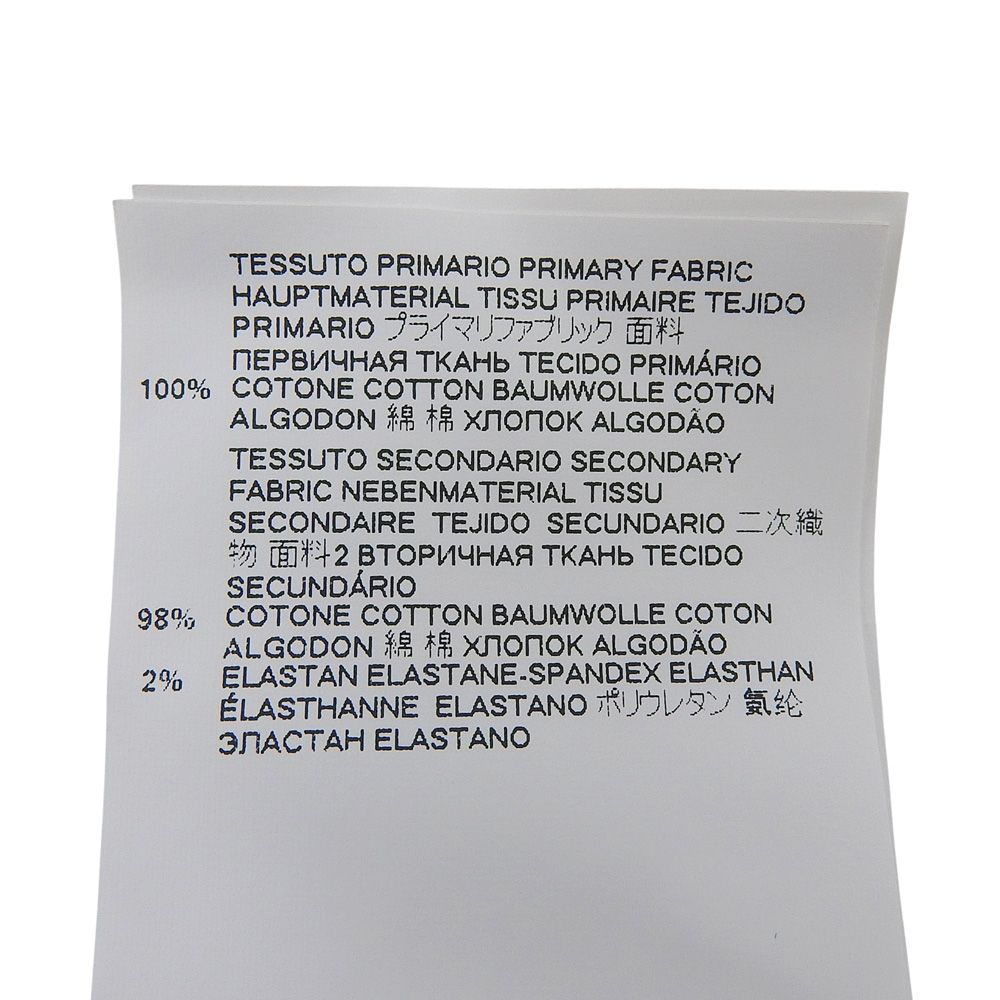 TESSUTO PRIMARIO PRIMARY FABRIC
HAUPTMATERIAL TISSU PRIMAIRE TEJIDO
PRIMARIO プライマリファブリック 面料
ПЕРВИЧНАЯ ТКАНЬ TECIDO PRIMÁRIO
100% COTONE COTTON BAUMWOLLE COTON
ALGODON 綿 棉 ХЛОПОК ALGODÃO
TESSUTO SECONDARIO SECONDARY
FABRIC NEBENMATERIAL TISSU
SECONDAIRE TEJIDO SECUNDARIO 二次織
物 面料2 ВТОРИЧНАЯ ТКАНЬ TECIDO
SECUNDÁRIO
98% COTONE COTTON BAUMWOLLE COTON
ALGODON 綿 棉 ХЛОПОК ALGODÃO
2% ELASTAN ELASTANE-SPANDEX ELASTHAN
ÉLASTHANNE ELASTANO ポリウレタン 氨纶
ЭЛАСТАН ELASTANO